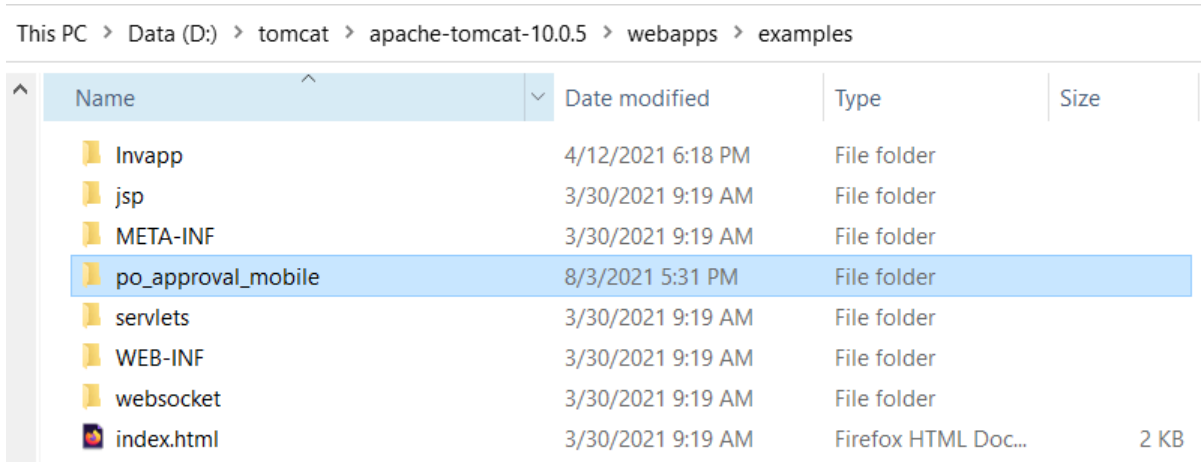 This PC > Data (D:) > tomcat > apache-tomcat-10.0.5 > webapps > examples
Name Date modified Type Size
Invapp 4/12/2021 6:18 PM File folder
jsp 3/30/2021 9:19 AM File folder
META-INF 3/30/2021 9:19 AM File folder
po_approval_mobile 8/3/2021 5:31 PM File folder
servlets 3/30/2021 9:19 AM File folder
WEB-INF 3/30/2021 9:19 AM File folder
websocket 3/30/2021 9:19 AM File folder
index.html 3/30/2021 9:19 AM Firefox HTML Doc... 2 KB